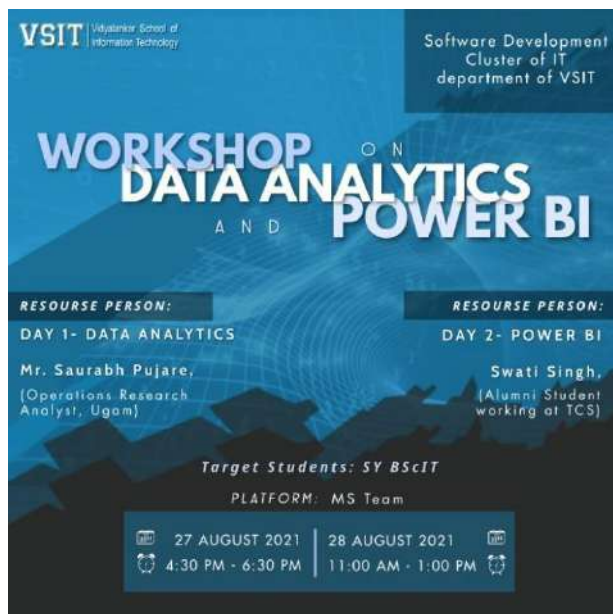 VSIT Vidyalankar School of
Information Technology
Software Development
Cluster of IT
department of VSIT
WORKSHOP ON
DATA ANALYTICS
AND POWER BI
RESOURSE PERSON:
DAY 1- DATA ANALYTICS
Mr. Saurabh Pujare,
(Operations Research
Analyst, Ugam)
RESOURSE PERSON:
DAY 2- POWER BI
Swati Singh,
(Alumni Student
working at TCS)
Target Students: SY BScIT
PLATFORM: MS Team
27 AUGUST 2021
4:30 PM - 6:30 PM
28 AUGUST 2021
11:00 AM - 1:00 PM